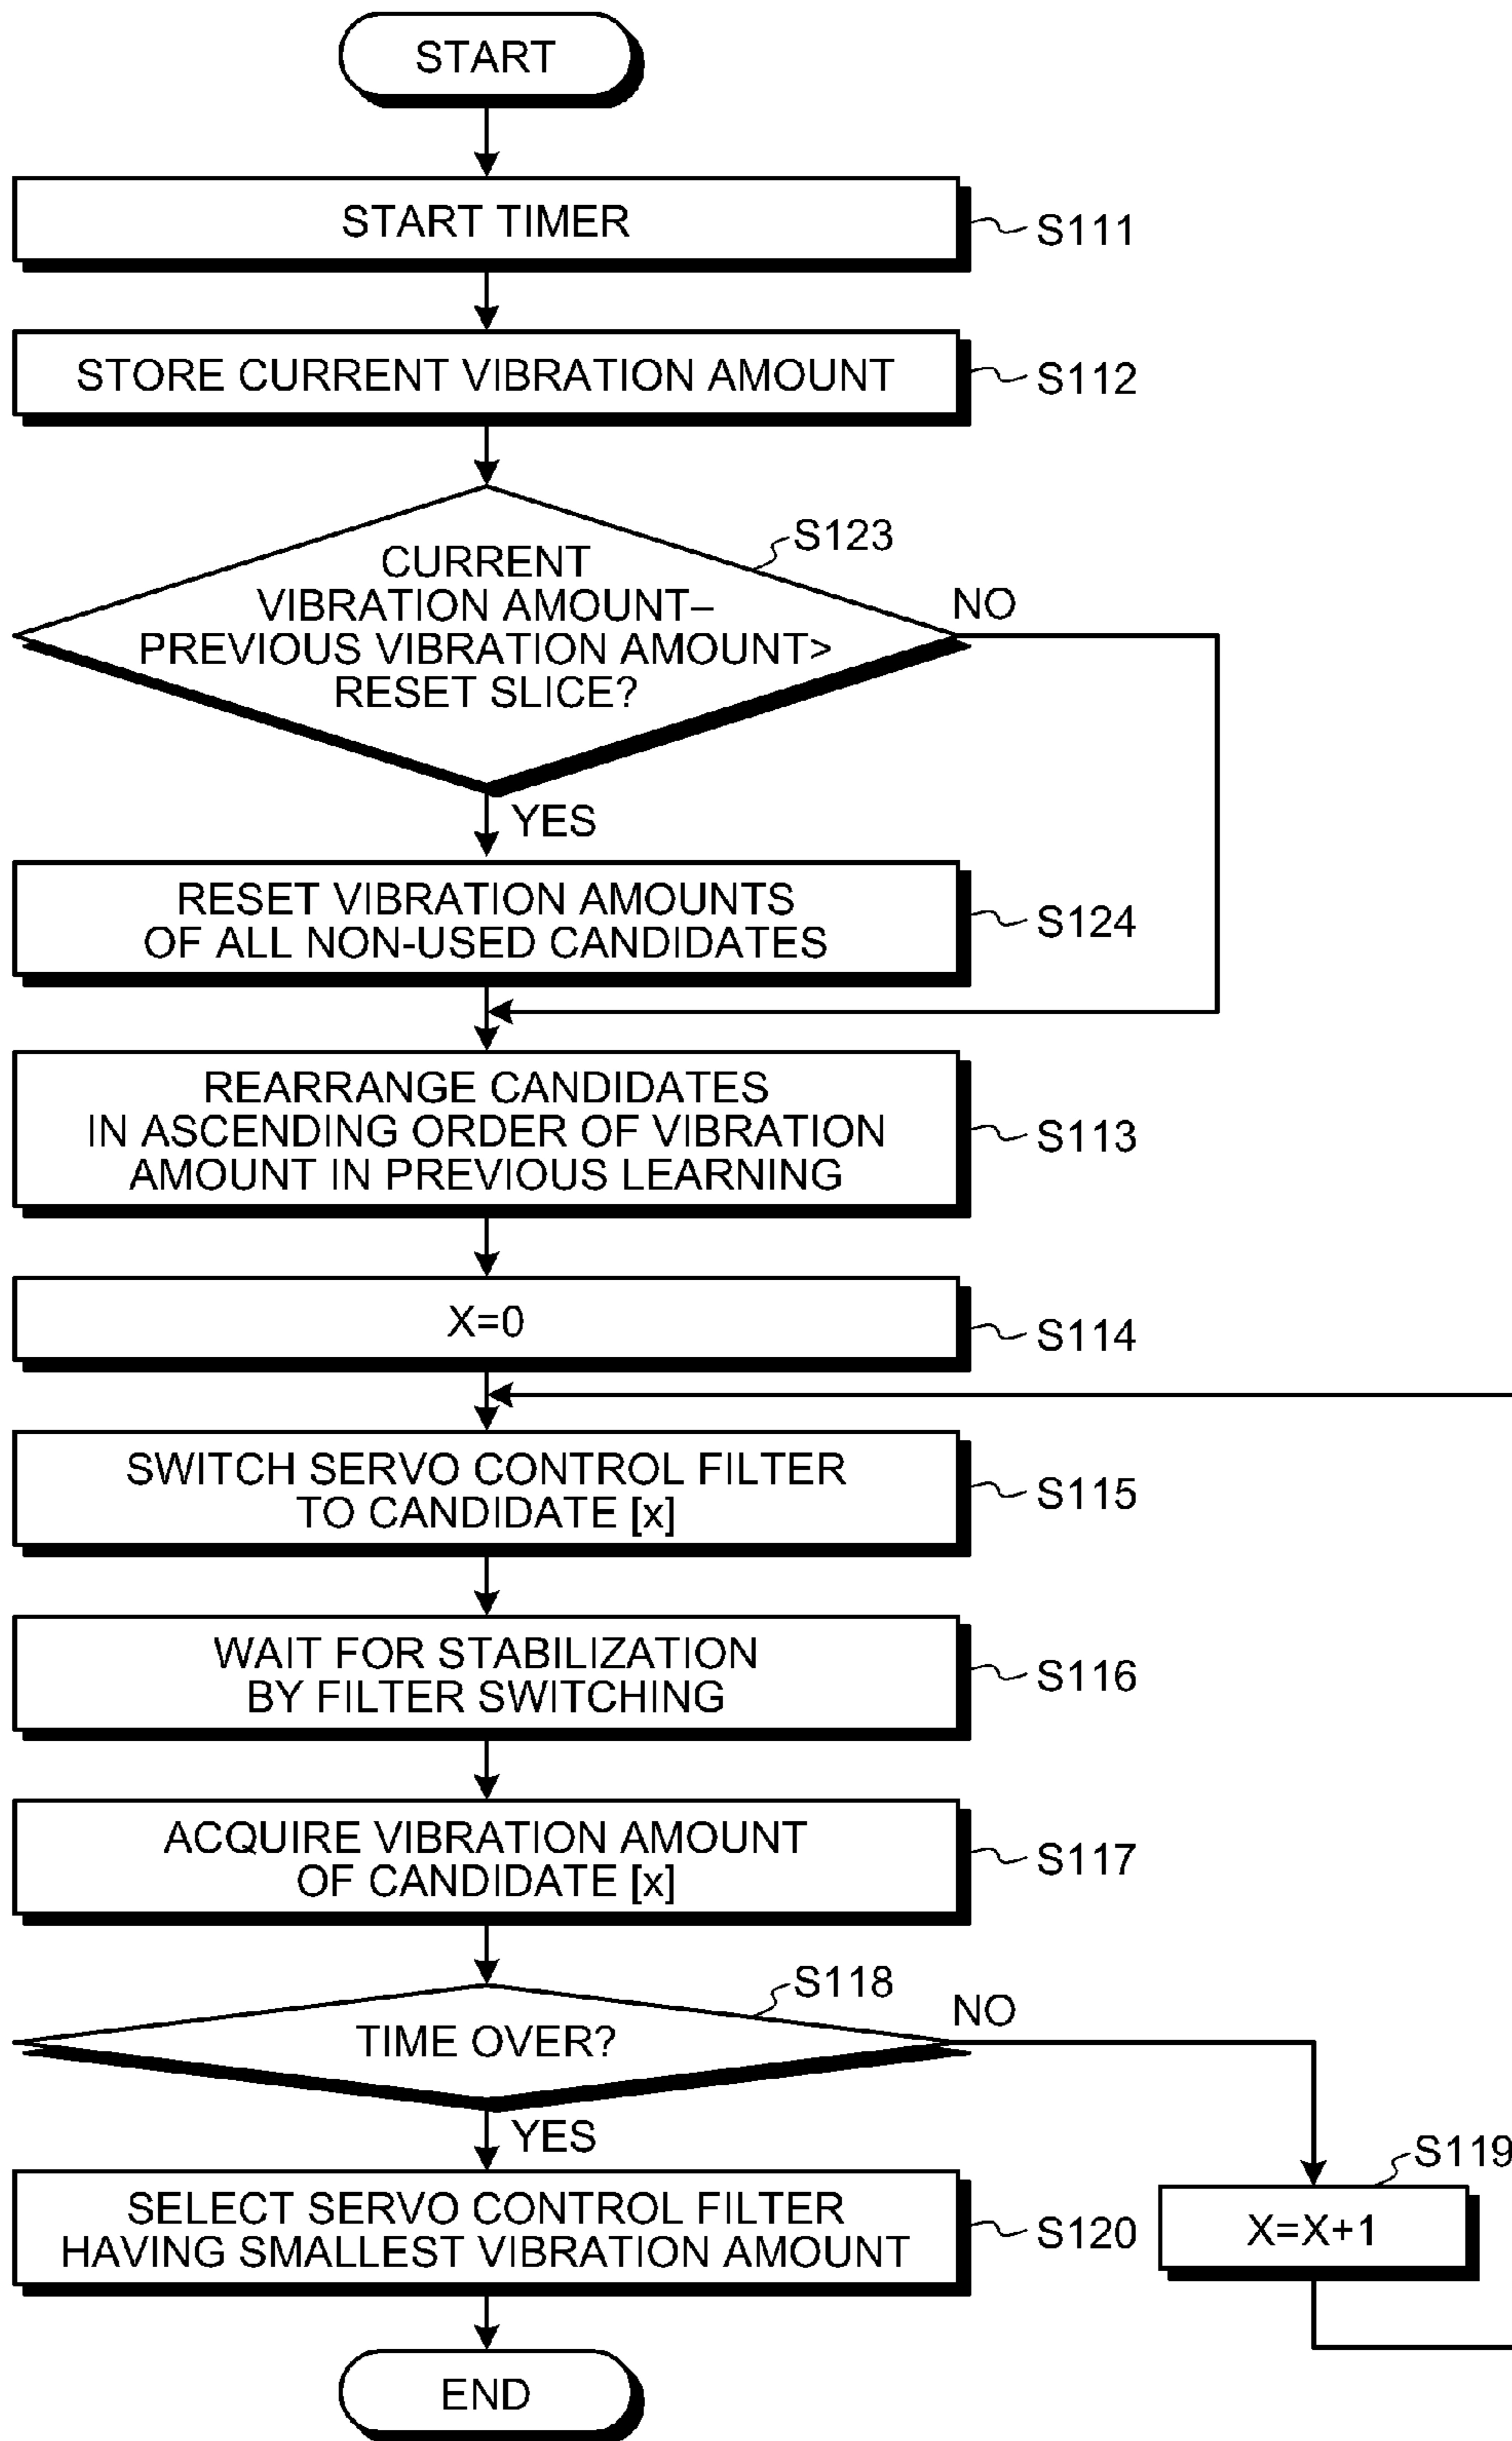 START
START TIMER
S111
STORE CURRENT VIBRATION AMOUNT
S112
S123
CURRENT
VIBRATION AMOUNT–
PREVIOUS VIBRATION AMOUNT>
RESET SLICE?
NO
YES
RESET VIBRATION AMOUNTS
OF ALL NON-USED CANDIDATES
S124
REARRANGE CANDIDATES
IN ASCENDING ORDER OF VIBRATION
AMOUNT IN PREVIOUS LEARNING
S113
X=0
S114
SWITCH SERVO CONTROL FILTER
TO CANDIDATE [x]
S115
WAIT FOR STABILIZATION
BY FILTER SWITCHING
S116
ACQUIRE VIBRATION AMOUNT
OF CANDIDATE [x]
S117
S118
TIME OVER?
NO
YES
S119
X=X+1
SELECT SERVO CONTROL FILTER
HAVING SMALLEST VIBRATION AMOUNT
S120
END